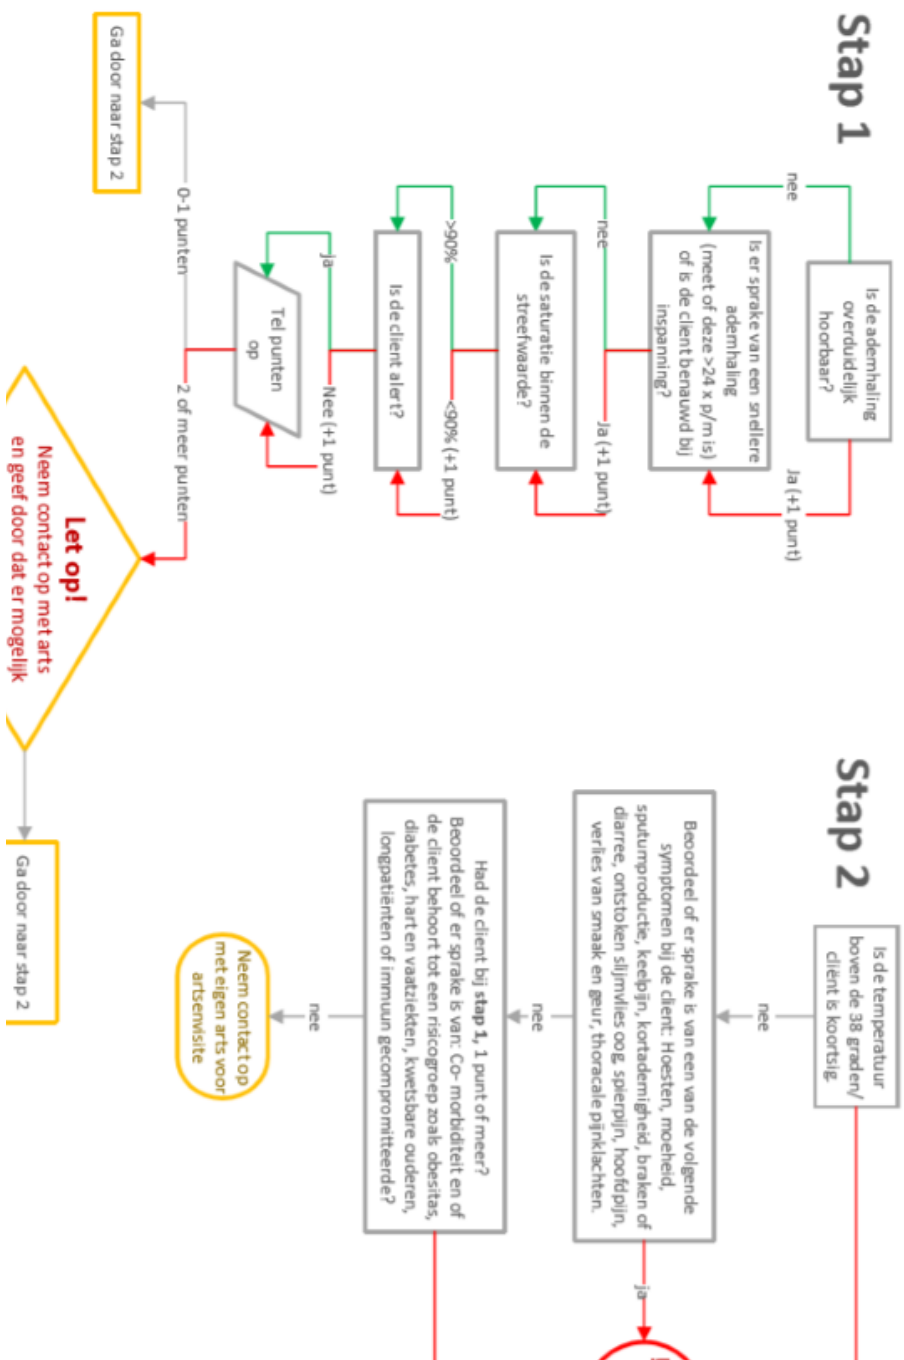 Stap 1
Is de ademhaling
overduidelijk
hoorbaar?
nee
Ja (+1 punt)
Is er sprake van een snellere
ademhaling
(meet of deze >24 x p/m is)
of is de client benauwd bij
inspanning?
nee
Ja (+1 punt)
Is de saturatie binnen de
streefwaarde?
>90%
<90% (+1 punt)
Is de client alert?
ja
Nee (+1 punt)
Tel punten
op
0-1 punten
2 of meer punten
Ga door naar stap 2
Let op!
Neem contact op met arts
en geef door dat er mogelijk
Ga door naar stap 2
Stap 2
Is de temperatuur
boven de 38 graden/
cliënt is koortsig.
nee
Beoordeel of er sprake is van een van de volgende
symptomen bij de client: Hoesten, moeheid,
sputumproductie, keelpijn, kortademigheid, braken of
diarree, ontstoken slijmvlies oog, spierpijn, hoofdpijn,
verlies van smaak en geur, thoracale pijnklachten.
nee
ja
Had de client bij stap 1, 1 punt of meer?
Beoordeel of er sprake is van: Co- morbiditeit en of
de client behoort tot een risicogroep zoals obesitas,
diabetes, hart en vaatziekten, kwetsbare ouderen,
longpatiënten of immuun gecompromitteerde?
nee
Neem contact op
met eigen arts voor
artsenvisite